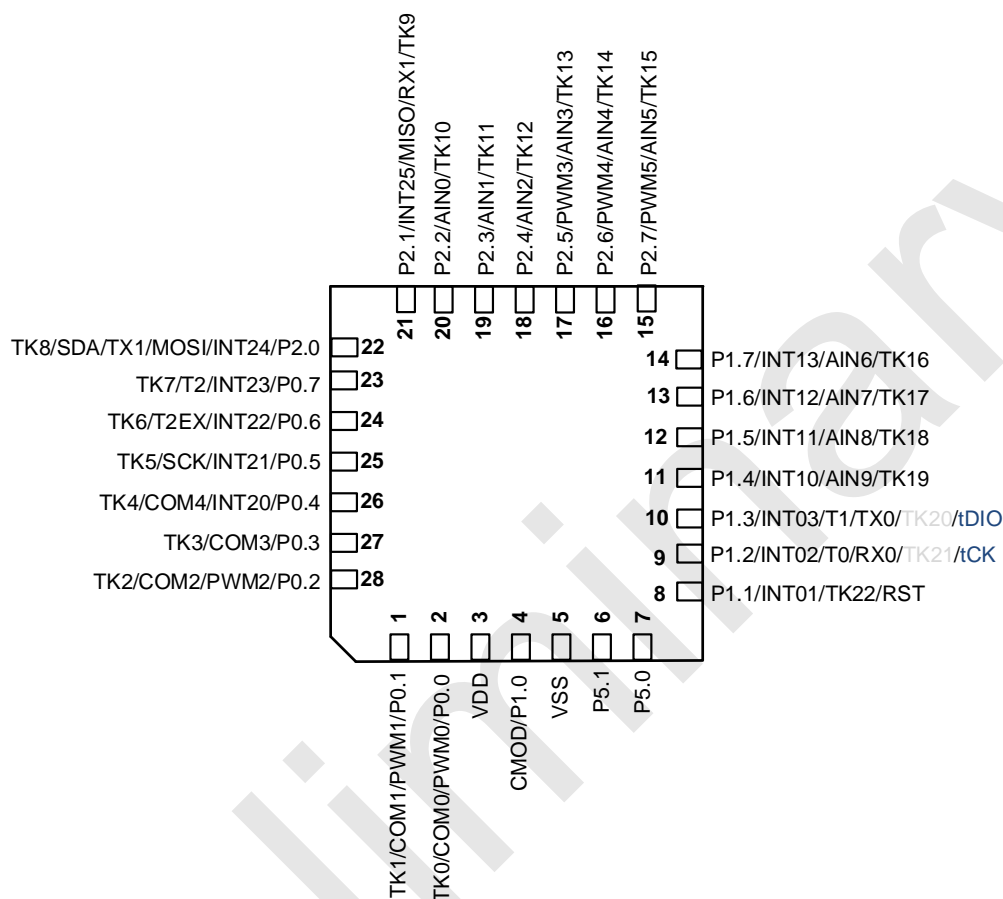 P2.1/INT25/MISO/RX1/TK9
P2.2/AIN0/TK10
P2.3/AIN1/TK11
P2.4/AIN2/TK12
P2.5/PWM3/AIN3/TK13
P2.6/PWM4/AIN4/TK14
P2.7/PWM5/AIN5/TK15
21
20
19
18
17
16
15
TK8/SDA/TX1/MOSI/INT24/P2.0 22
TK7/T2/INT23/P0.7 23
TK6/T2EX/INT22/P0.6 24
TK5/SCK/INT21/P0.5 25
TK4/COM4/INT20/P0.4 26
TK3/COM3/P0.3 27
TK2/COM2/PWM2/P0.2 28
14 P1.7/INT13/AIN6/TK16
13 P1.6/INT12/AIN7/TK17
12 P1.5/INT11/AIN8/TK18
11 P1.4/INT10/AIN9/TK19
10 P1.3/INT03/T1/TX0/TK20/tDIO
9 P1.2/INT02/T0/RX0/TK21/tCK
8 P1.1/INT01/TK22/RST
1
2
3
4
5
6
7
TK1/COM1/PWM1/P0.1
TK0/COM0/PWM0/P0.0
VDD
CMOD/P1.0
VSS
P5.1
P5.0